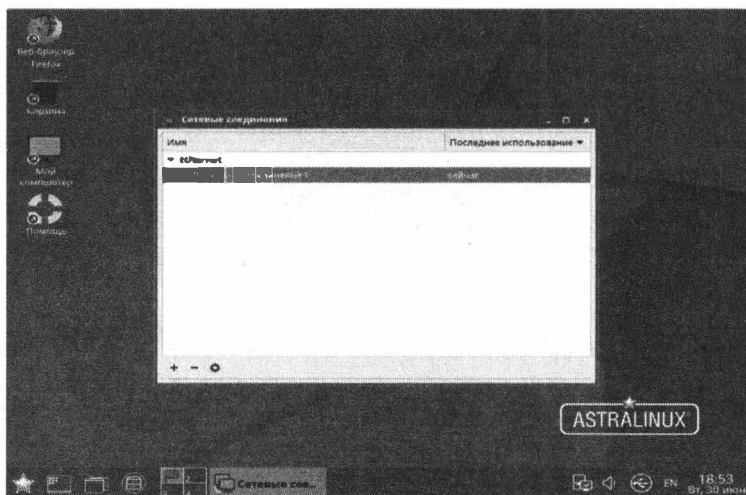 Веб-браузер
Firefox
Корзина
Мой
компьютер
Помощь
Сетевые соединения
Имя
Последнее использование
Ethernet
сейчас
ASTRALINUX
2
Сетевые сое...
EN
18:53
Вт, 30 июн